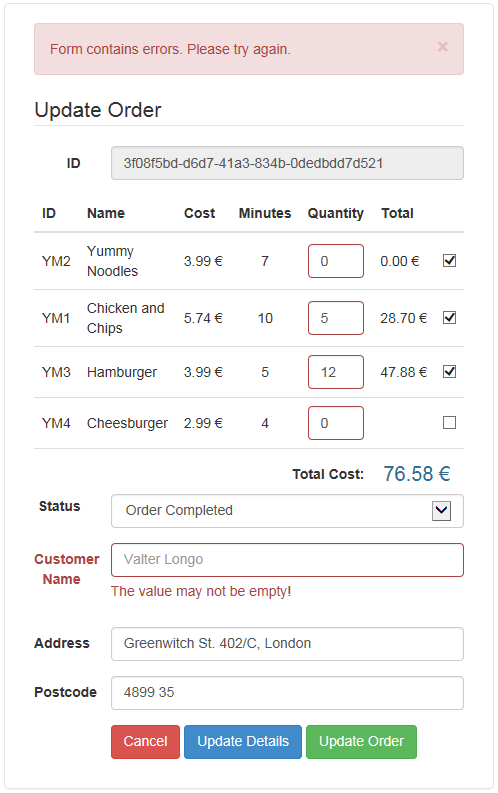 Form contains errors. Please try again. ×
Update Order
ID 3f08f5bd-d6d7-41a3-834b-0dedbdd7d521
ID Name Cost Minutes Quantity Total
YM2 Yummy Noodles 3.99 € 7 0 0.00 €
YM1 Chicken and Chips 5.74 € 10 5 28.70 €
YM3 Hamburger 3.99 € 5 12 47.88 €
YM4 Cheesburger 2.99 € 4 0
Total Cost: 76.58 €
Status Order Completed
Customer Name Valter Longo
The value may not be empty!
Address Greenwitch St. 402/C, London
Postcode 4899 35
Cancel Update Details Update Order